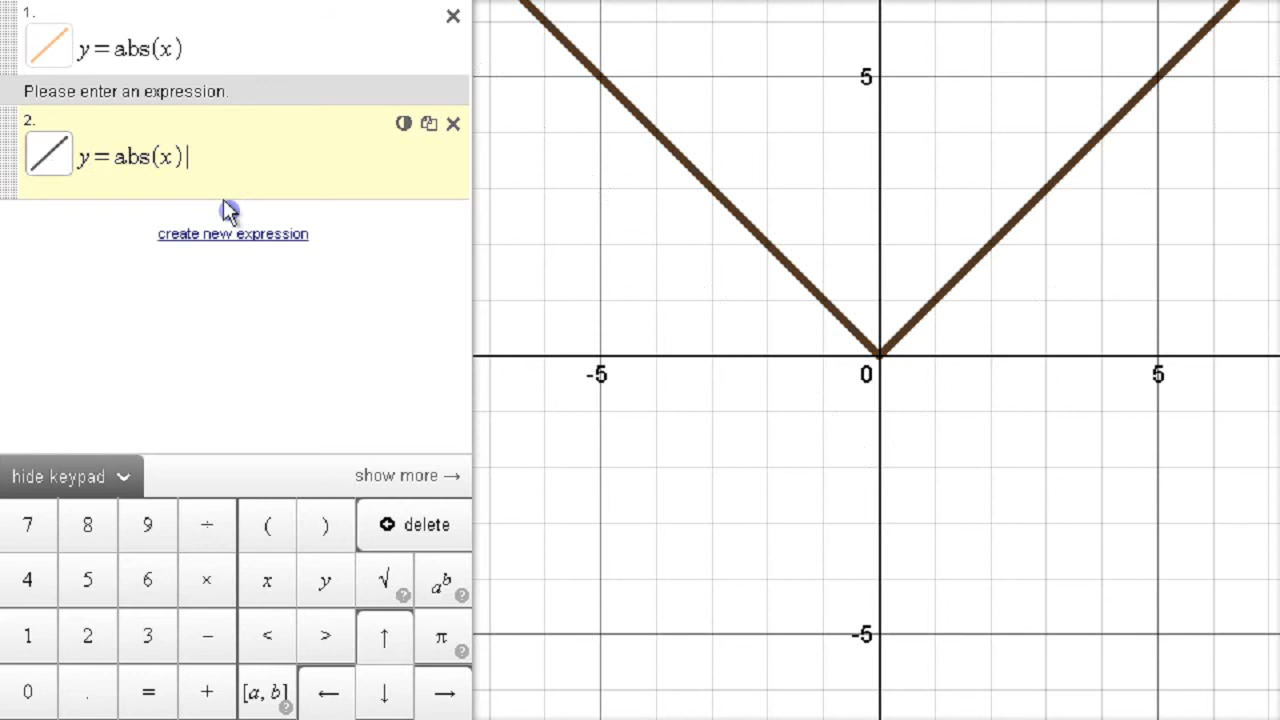 1.
y = abs(x)
Please enter an expression.
2.
y = abs(x)
create new expression
hide keypad
show more →
7 8 9 ÷ ( ) delete
4 5 6 × x y √ ? a^b ?
1 2 3 − < > ↑ π ?
0 . = + [a, b] ? ← ↓ →
5
-5 0 5
-5